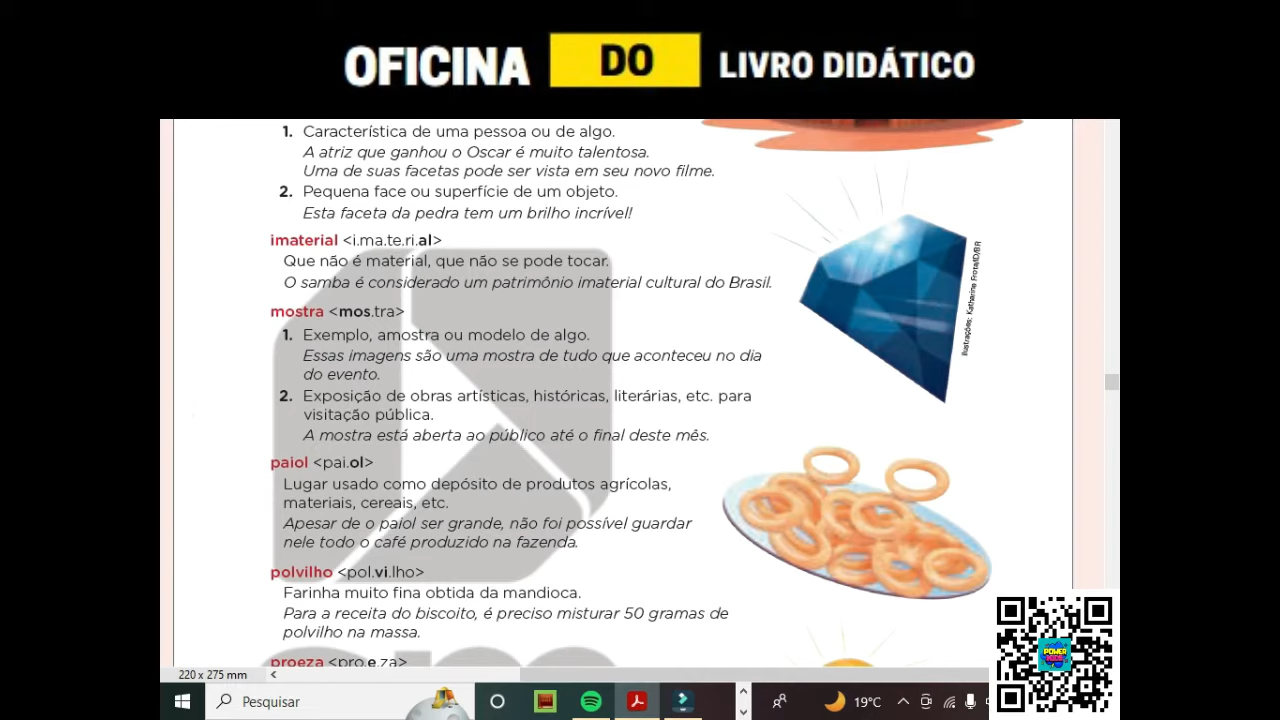 OFICINA DO LIVRO DIDÁTICO
1. Característica de uma pessoa ou de algo.
A atriz que ganhou o Oscar é muito talentosa.
Uma de suas facetas pode ser vista em seu novo filme.
2. Pequena face ou superfície de um objeto.
Esta faceta da pedra tem um brilho incrível!
imaterial <i.ma.te.ri.al>
Que não é material, que não se pode tocar.
O samba é considerado um patrimônio imaterial cultural do Brasil.
mostra <mos.tra>
1. Exemplo, amostra ou modelo de algo.
Essas imagens são uma mostra de tudo que aconteceu no dia
do evento.
2. Exposição de obras artísticas, históricas, literárias, etc. para
visitação pública.
A mostra está aberta ao público até o final deste mês.
paiol <pai.ol>
Lugar usado como depósito de produtos agrícolas,
materiais, cereais, etc.
Apesar de o paiol ser grande, não foi possível guardar
nele todo o café produzido na fazenda.
polvilho <pol.vi.lho>
Farinha muito fina obtida da mandioca.
Para a receita do biscoito, é preciso misturar 50 gramas de
polvilho na massa.
proeza <pro.e.za>
Ilustrações: Katherine Frota/ID/BR
220 x 275 mm
Pesquisar
19°C
POWER KIDS